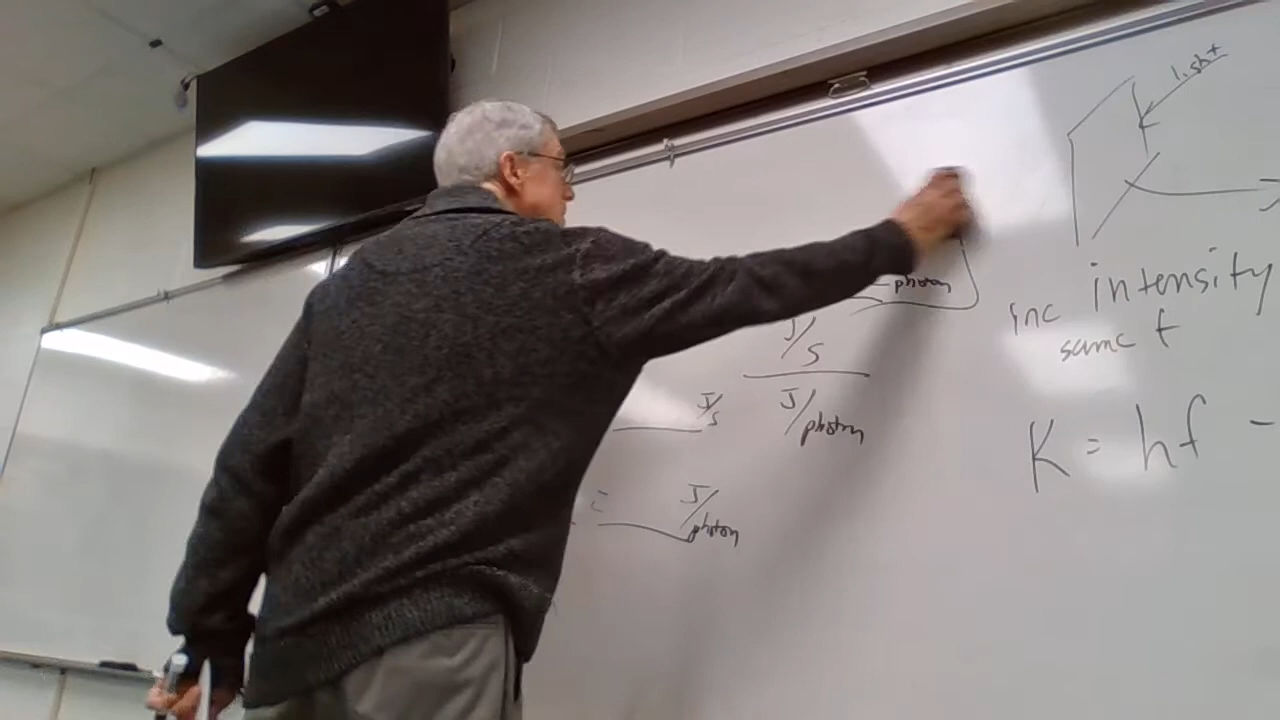 light
photon
J/S
J/photon
J/S
J/photon
inc intensity
same f
K = hf -